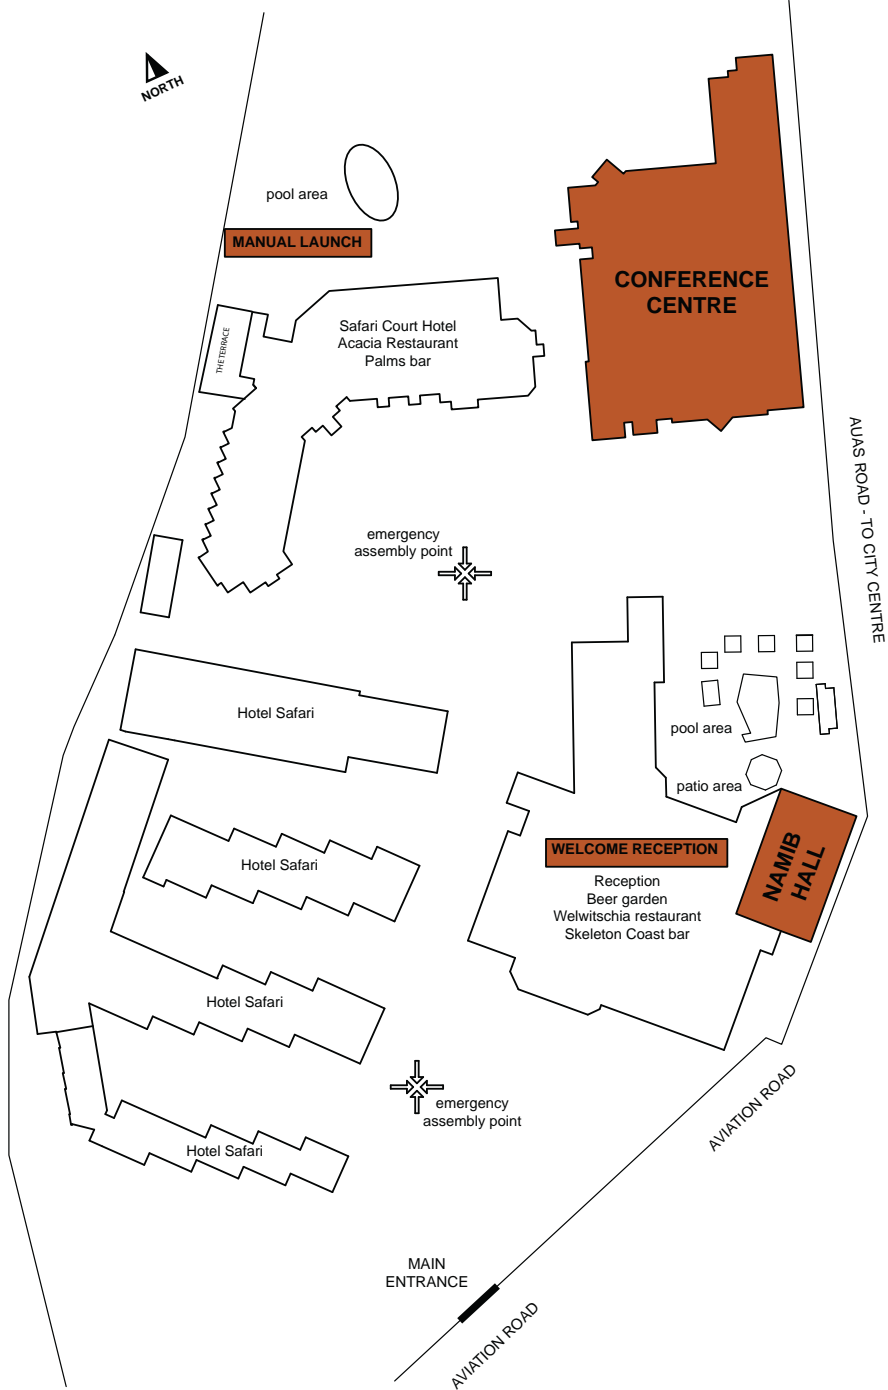 NORTH
pool area
MANUAL LAUNCH
CONFERENCE
CENTRE
Safari Court Hotel
Acacia Restaurant
Palms bar
THE TERRACE
AUAS ROAD - TO CITY CENTRE
emergency
assembly point
Hotel Safari
pool area
patio area
NAMIB
HALL
WELCOME RECEPTION
Hotel Safari
Reception
Beer garden
Welwitschia restaurant
Skeleton Coast bar
Hotel Safari
AVIATION ROAD
emergency
assembly point
Hotel Safari
MAIN
ENTRANCE
AVIATION ROAD